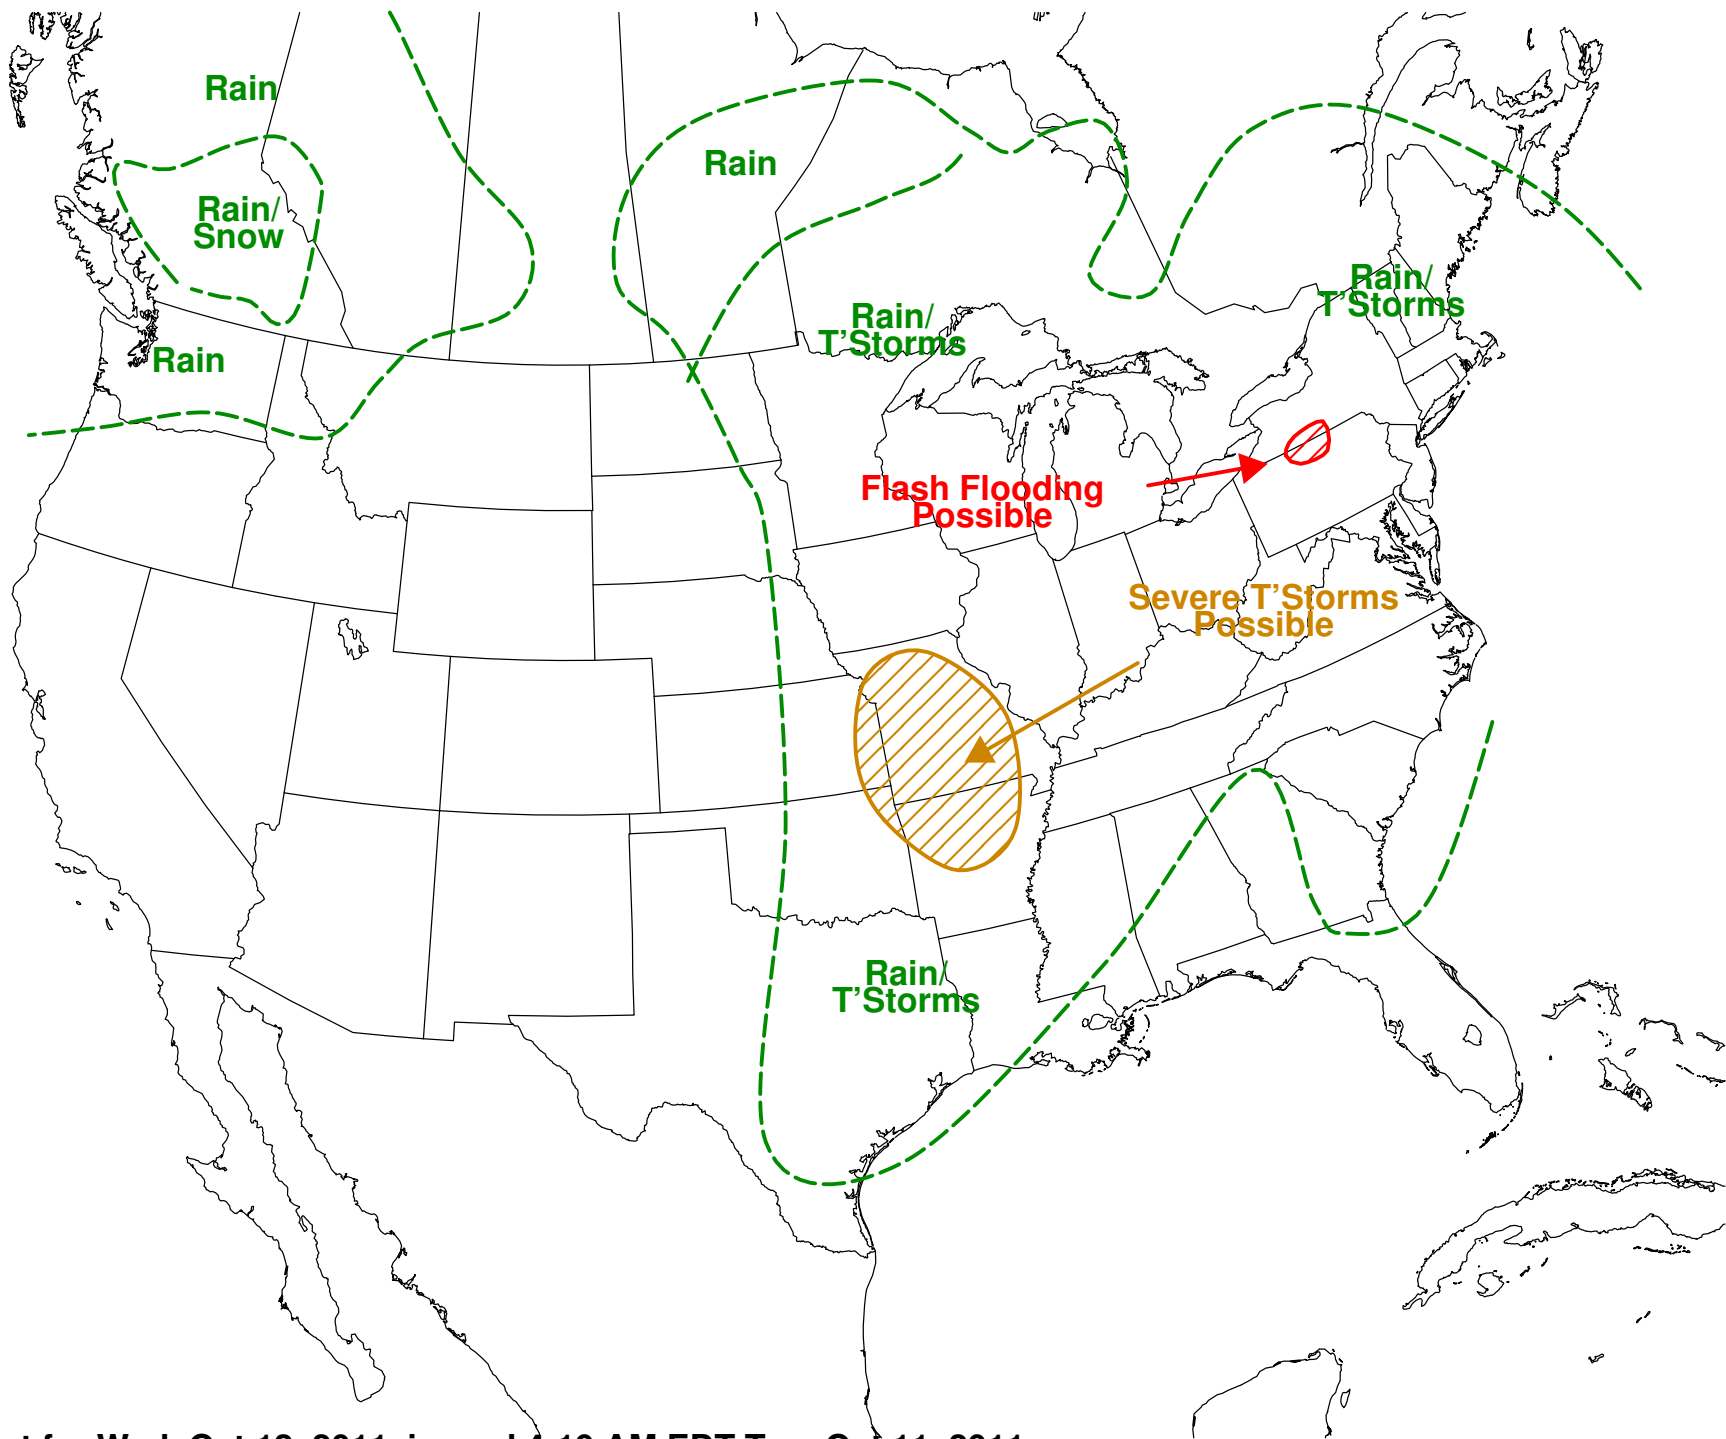 Rain
Rain
Rain/
Snow
Rain/
T'Storms
Rain/
T'Storms
Rain
Flash Flooding
Possible
Severe T'Storms
Possible
Rain/
T'Storms